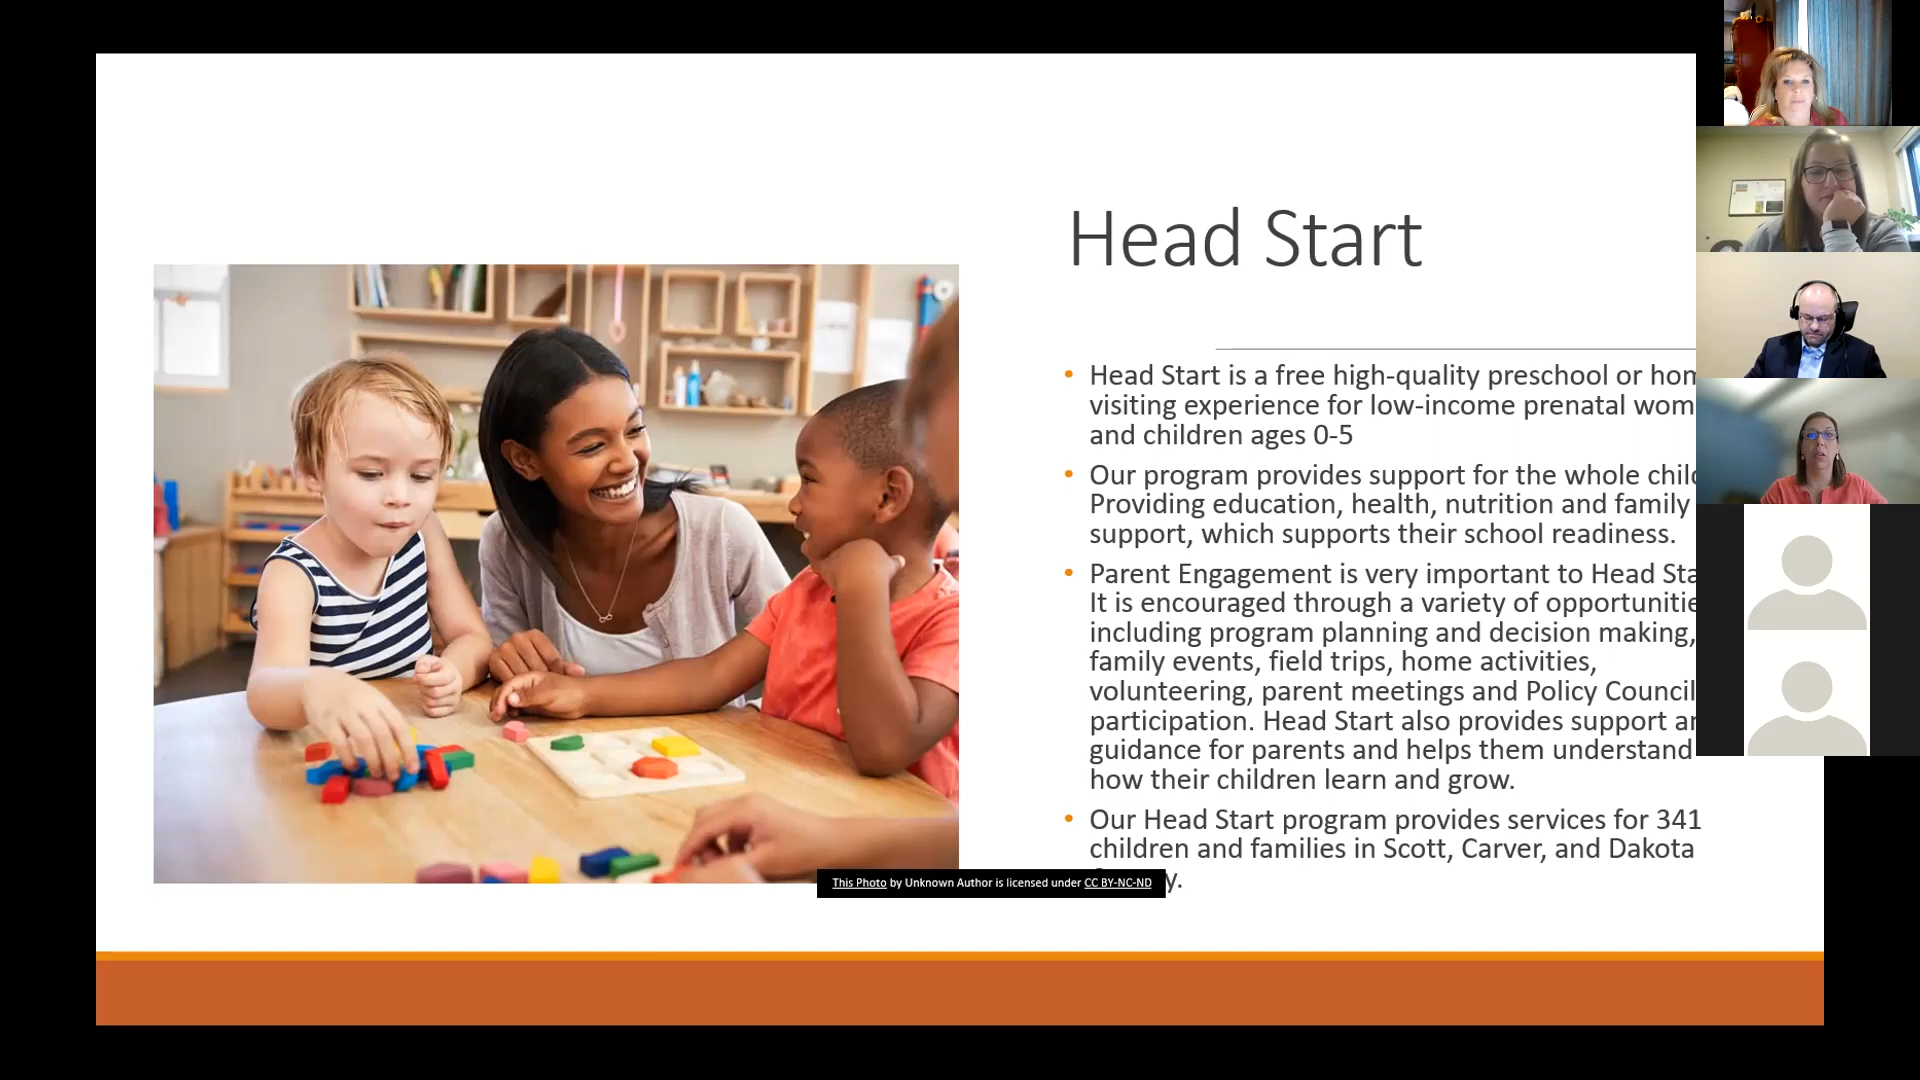 Head Start
Head Start is a free high-quality preschool or
visiting experience for low-income prenatal
and children ages 0-5
Our program provides support for the whole
Providing education, health, nutrition and family
support, which supports their school readiness.
Parent Engagement is very important to Head
It is encouraged through a variety of
including program planning and decision making,
family events, field trips, home activities,
volunteering, parent meetings and Policy Council
participation. Head Start also provides support
guidance for parents and helps them understand
how their children learn and grow.
Our Head Start program provides services for 341
children and families in Scott, Carver, and Dakota
This Photo by Unknown Author is licensed under CC BY-NC-ND